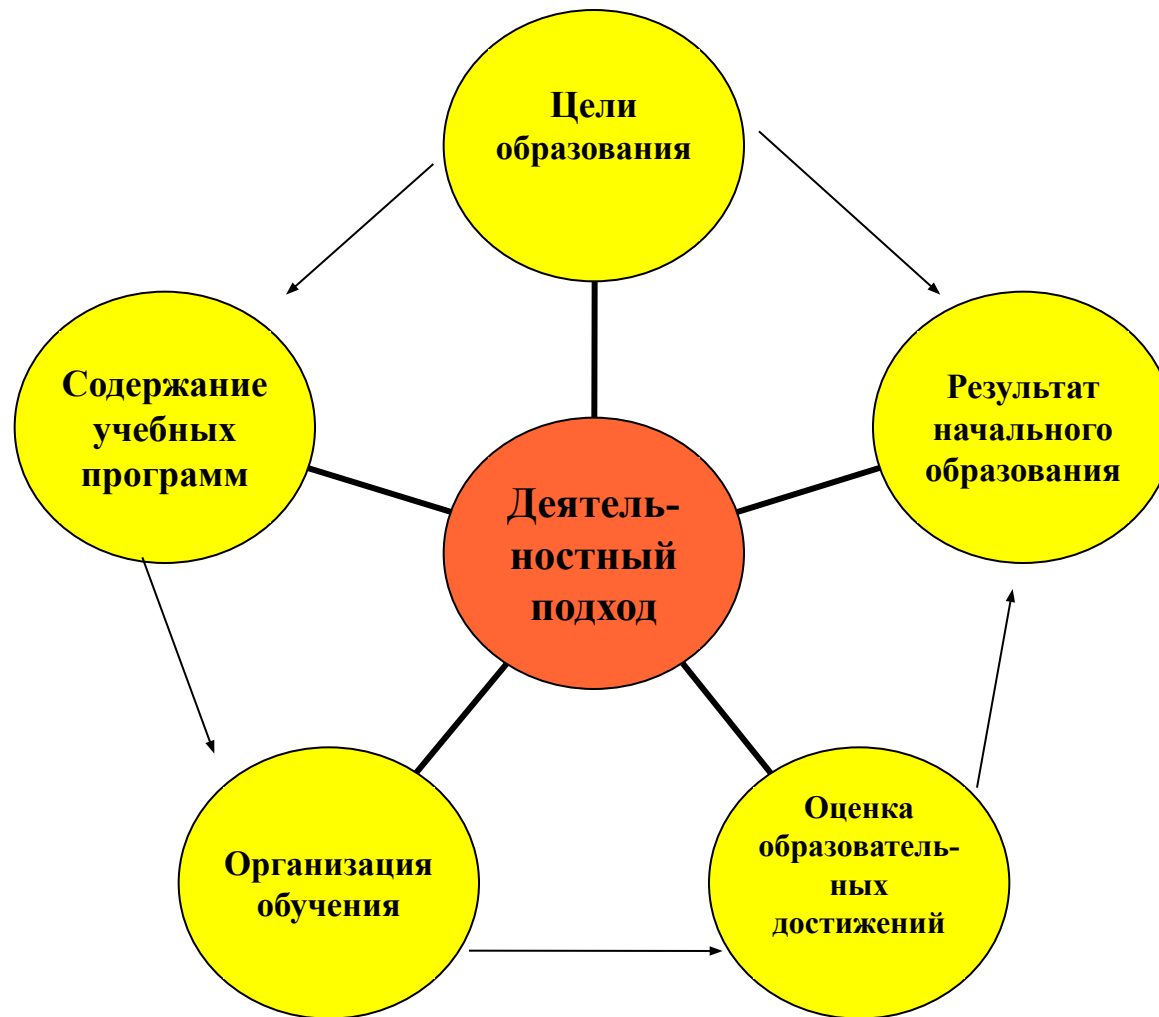 Цели
образования
Содержание
учебных
программ
Результат
начального
образования
Деятель-
ностный
подход
Организация
обучения
Оценка
образователь-
ных
достижений